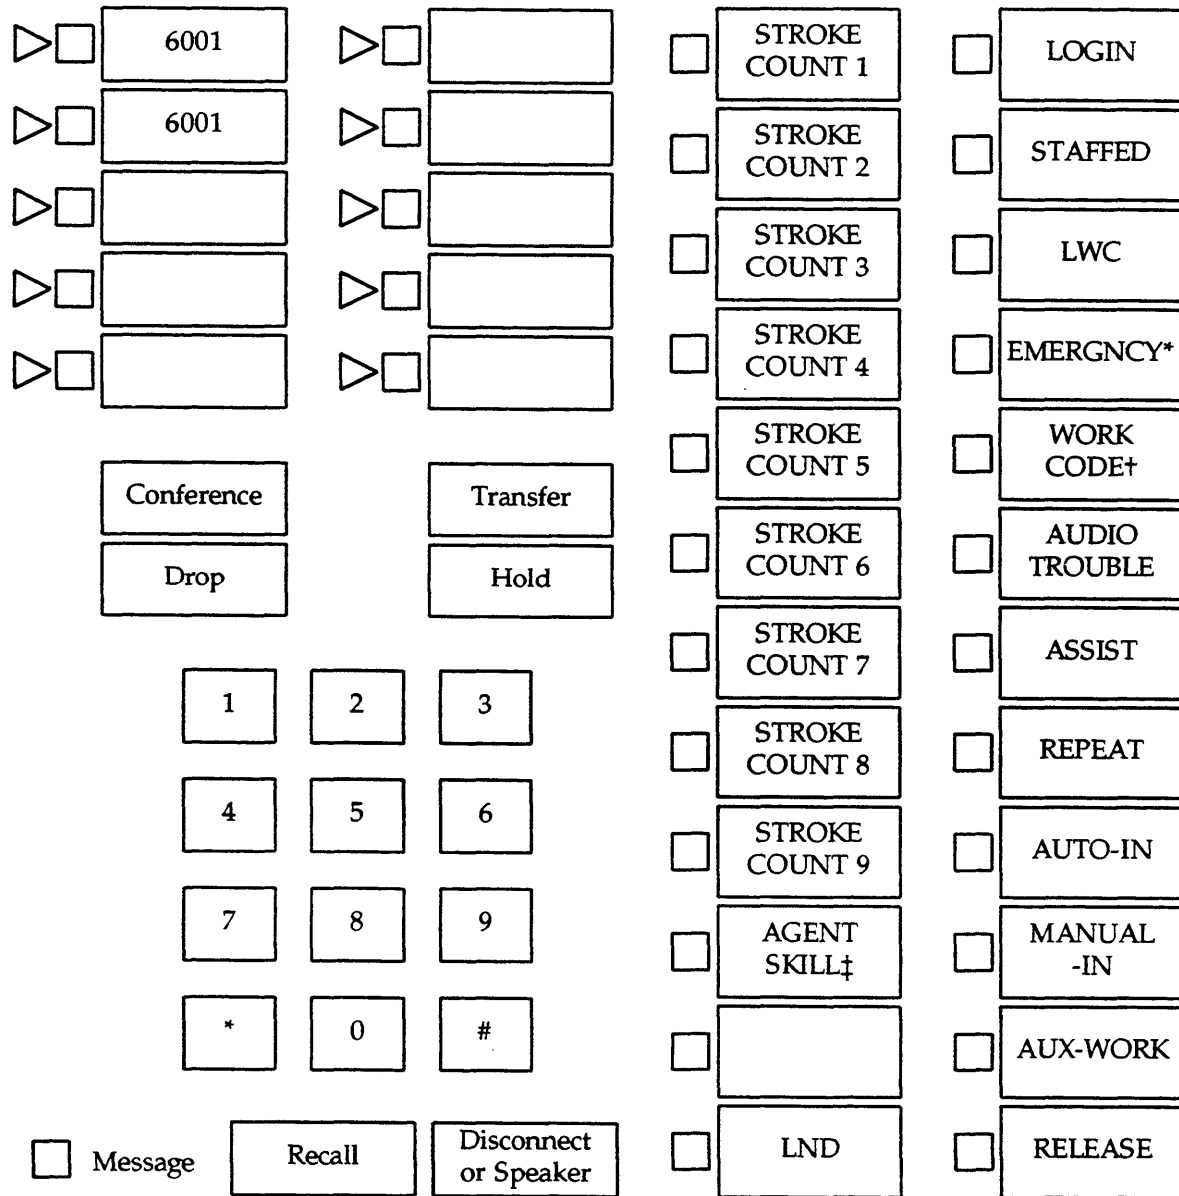 6001
6001
Conference
Transfer
Drop
Hold
1
2
3
4
5
6
7
8
9
*
0
#
Message
Recall
Disconnect
or Speaker
STROKE
COUNT 1
STROKE
COUNT 2
STROKE
COUNT 3
STROKE
COUNT 4
STROKE
COUNT 5
STROKE
COUNT 6
STROKE
COUNT 7
STROKE
COUNT 8
STROKE
COUNT 9
AGENT
SKILL‡
LND
LOGIN
STAFFED
LWC
EMERGNCY*
WORK
CODE†
AUDIO
TROUBLE
ASSIST
REPEAT
AUTO-IN
MANUAL
-IN
AUX-WORK
RELEASE